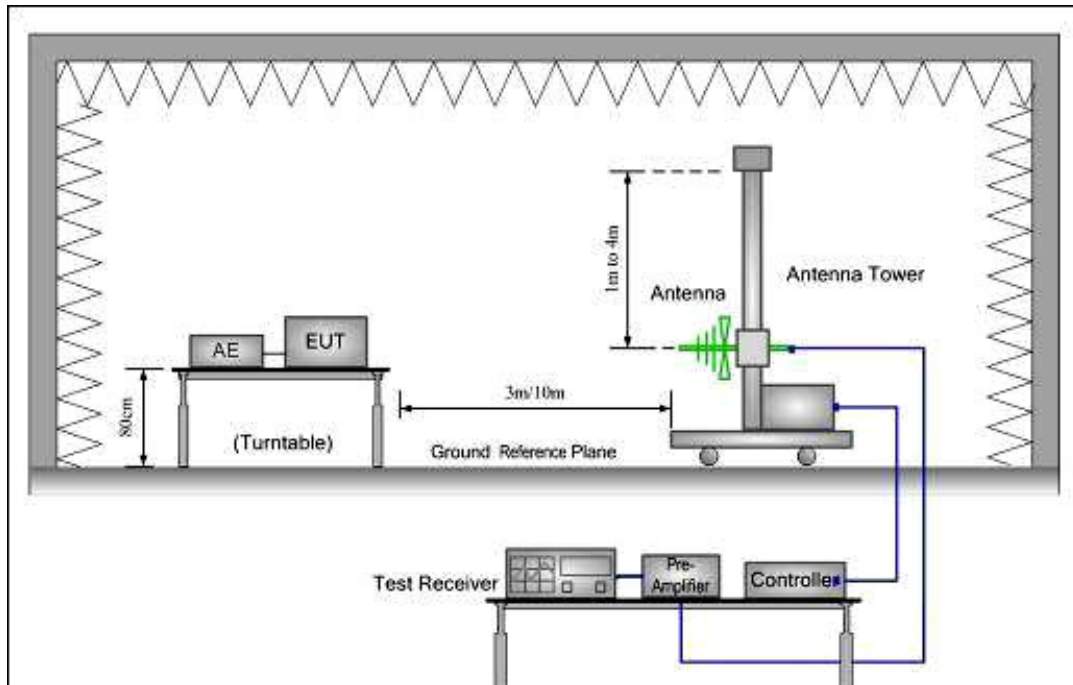 1m to 4m
Antenna Tower
Antenna
AE
EUT
80cm
3m/10m
(Turntable)
Ground Reference Plane
Test Receiver
Pre-
Amplifier
Controller